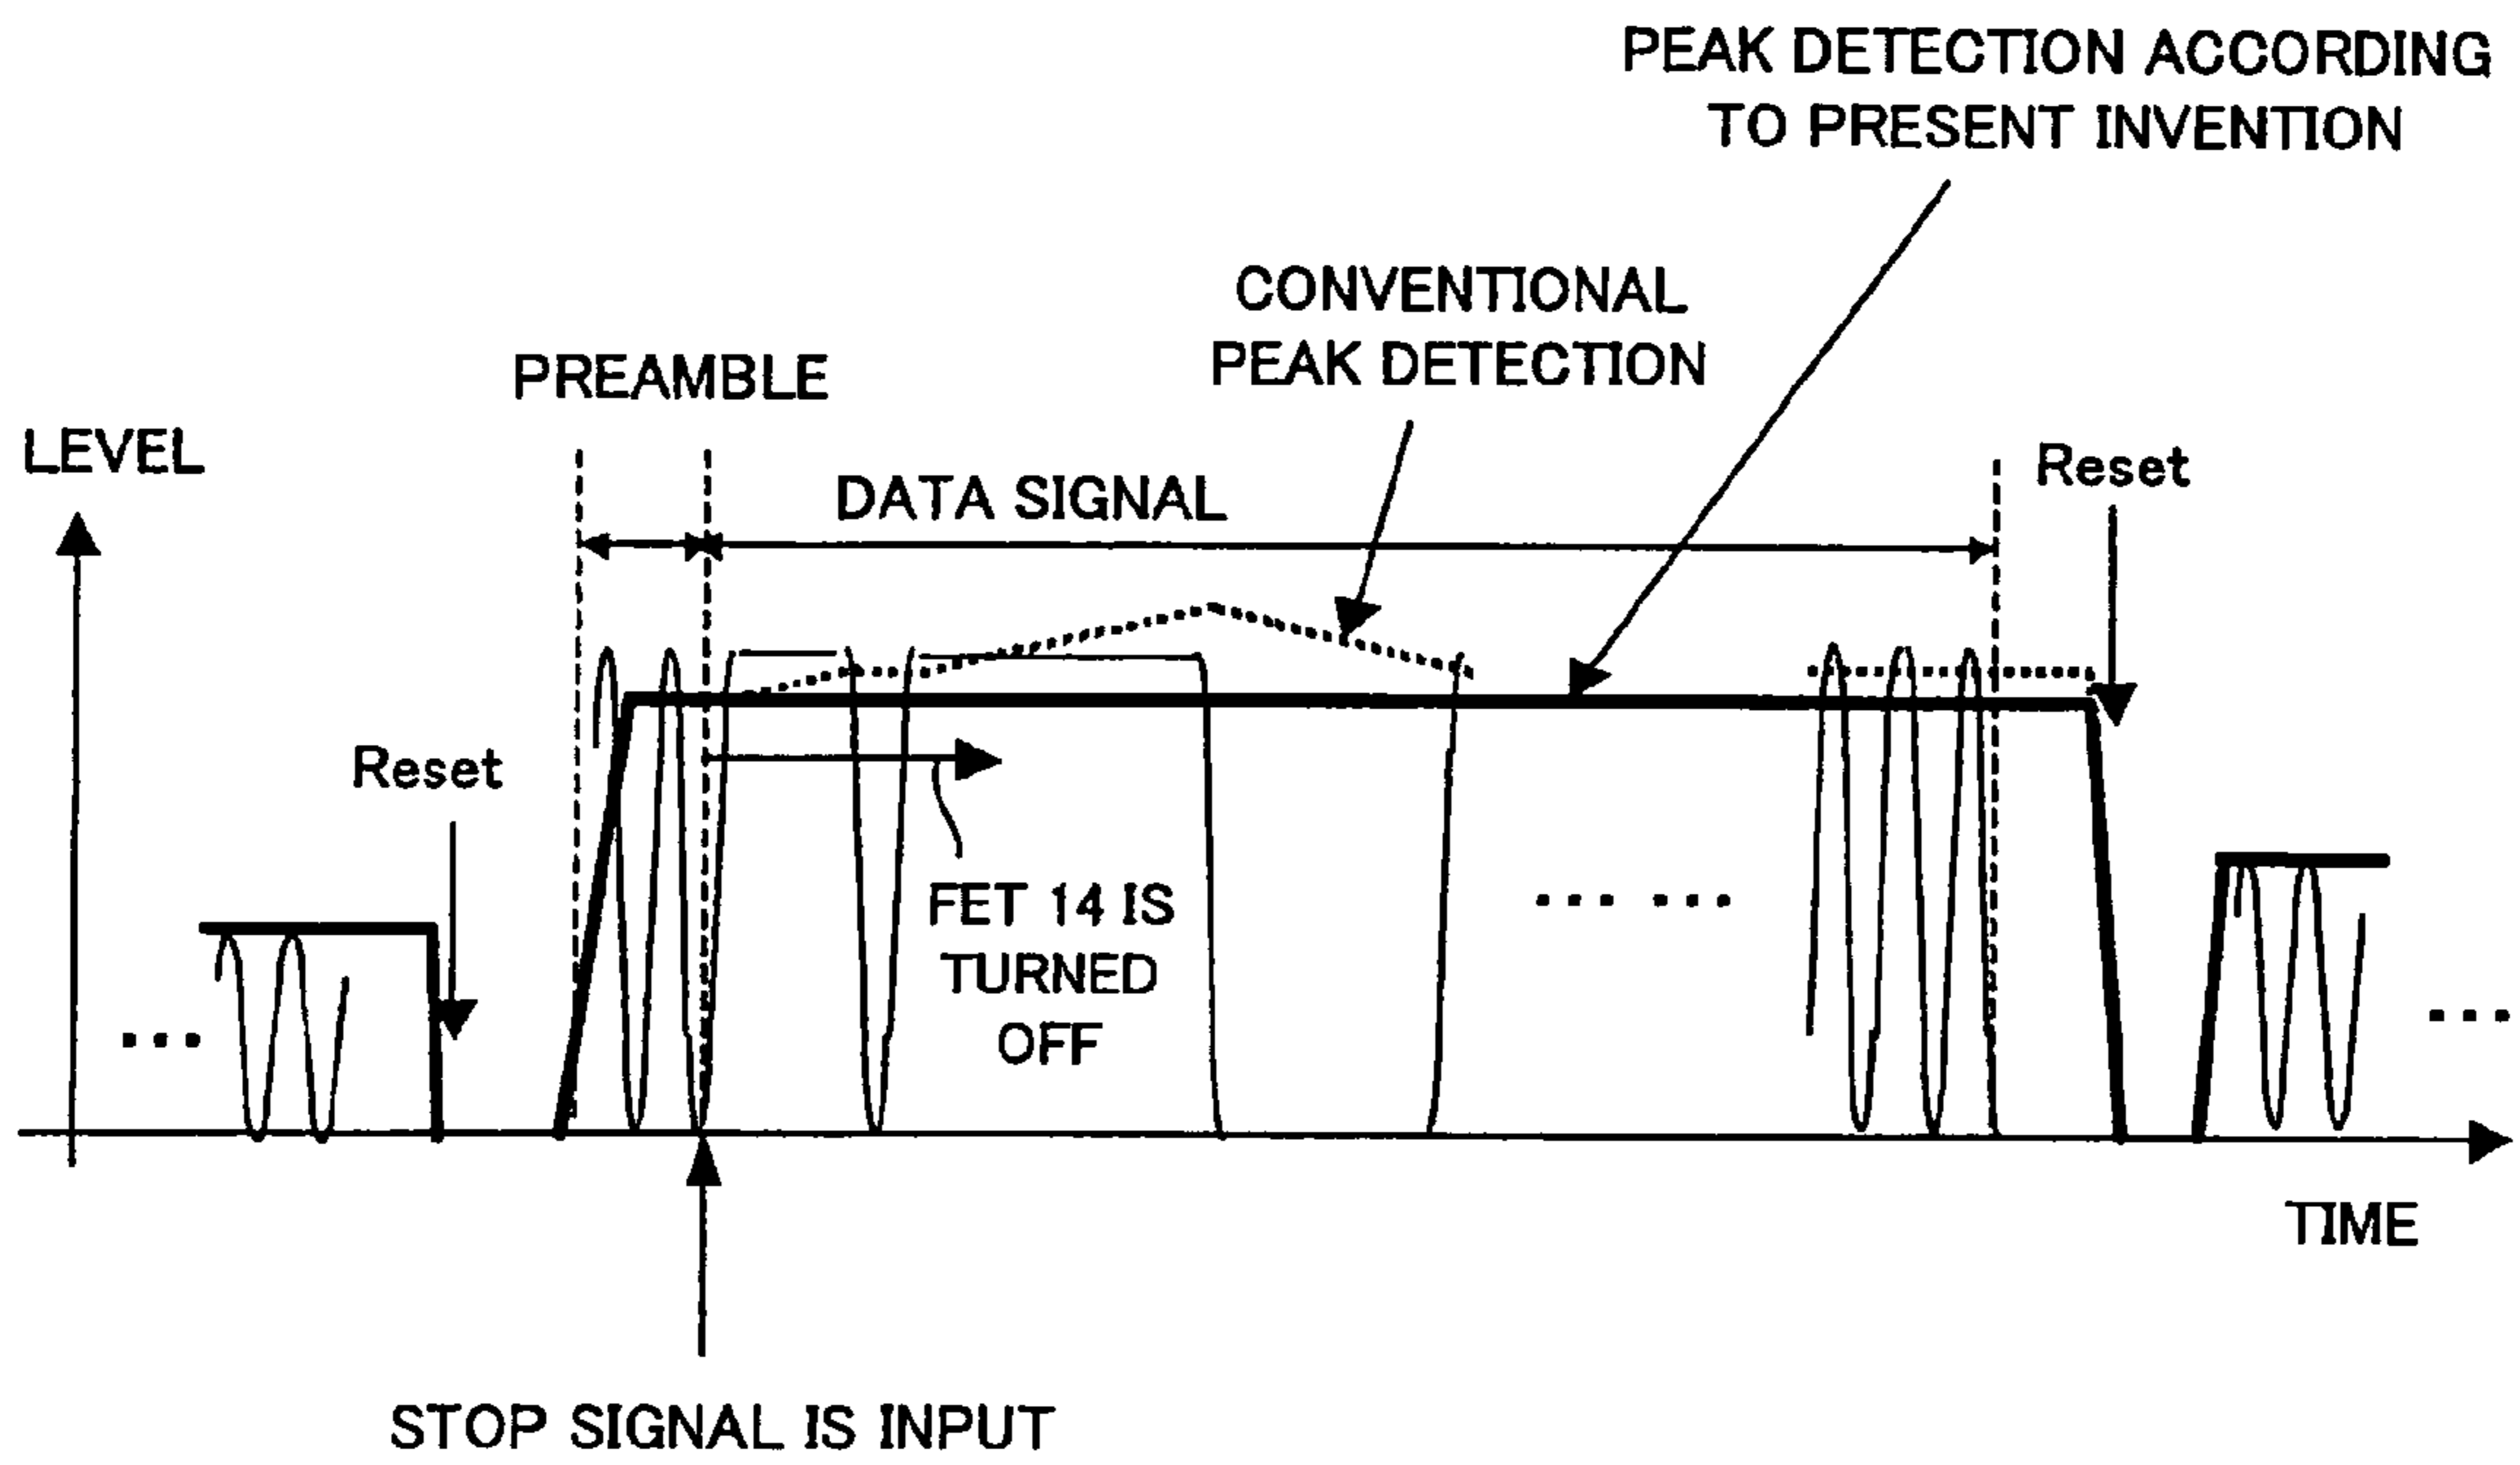 PEAK DETECTION ACCORDING
TO PRESENT INVENTION
CONVENTIONAL
PEAK DETECTION
PREAMBLE
LEVEL
DATA SIGNAL
Reset
Reset
FET 14 IS
TURNED
OFF
TIME
STOP SIGNAL IS INPUT